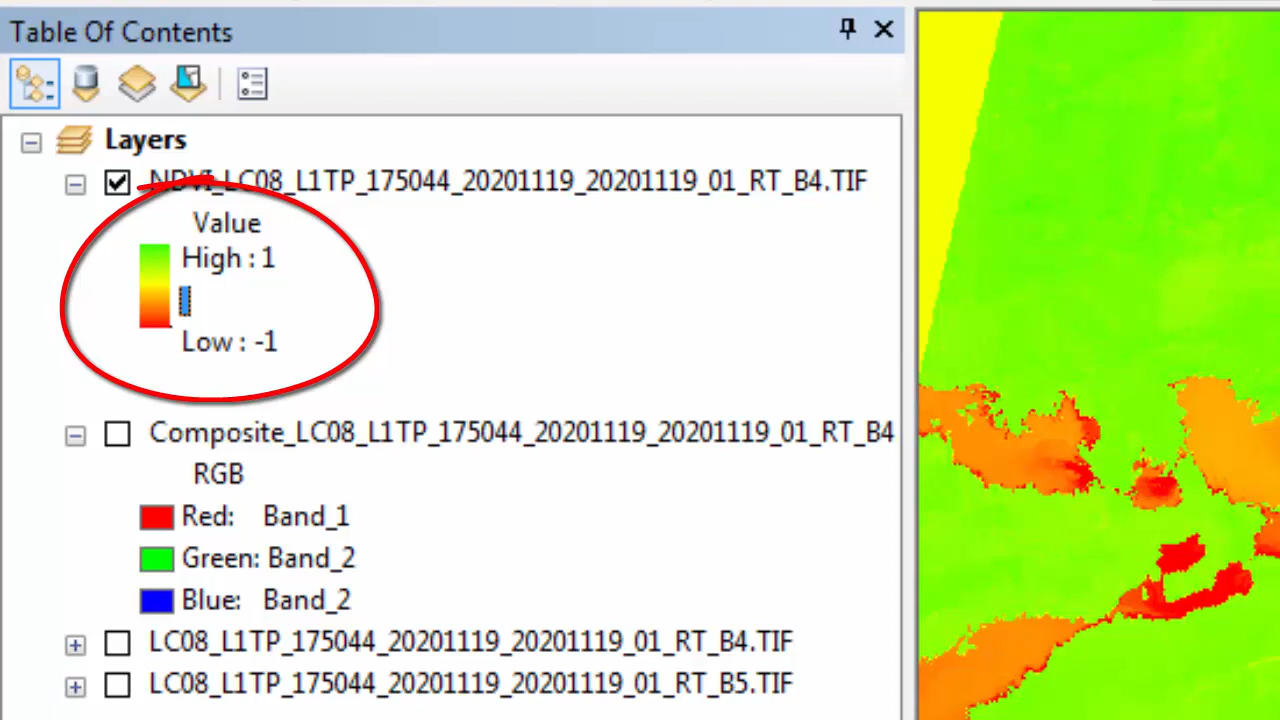 Table Of Contents
Layers
NDVI_LC08_L1TP_175044_20201119_20201119_01_RT_B4.TIF
Value
High : 1
Low : -1
Composite_LC08_L1TP_175044_20201119_20201119_01_RT_B4
RGB
Red: Band_1
Green: Band_2
Blue: Band_2
LC08_L1TP_175044_20201119_20201119_01_RT_B4.TIF
LC08_L1TP_175044_20201119_20201119_01_RT_B5.TIF